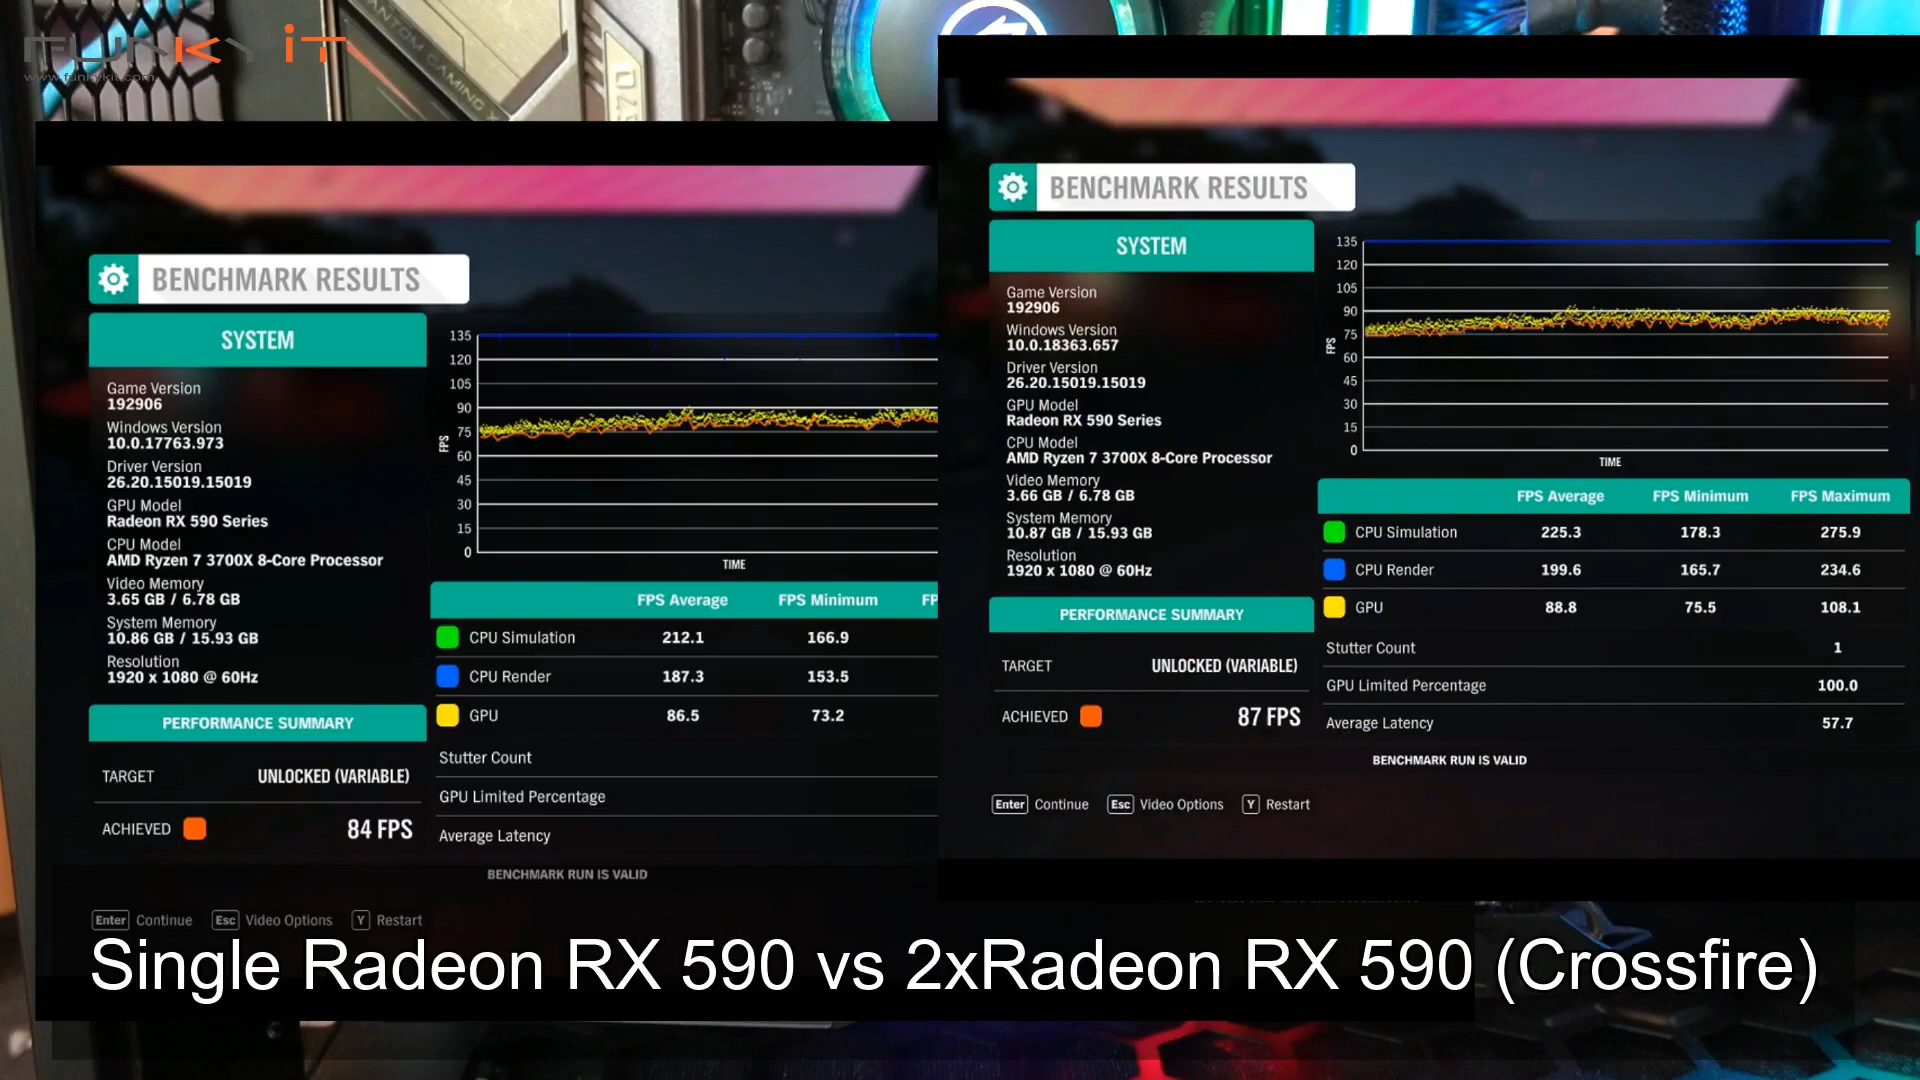 FUNKY KIT
www.funkykit.com
PHANTOM GAMING X
BENCHMARK RESULTS
SYSTEM
Game Version
192906
Windows Version
10.0.17763.973
Driver Version
26.20.15019.15019
GPU Model
Radeon RX 590 Series
CPU Model
AMD Ryzen 7 3700X 8-Core Processor
Video Memory
3.65 GB / 6.78 GB
System Memory
10.86 GB / 15.93 GB
Resolution
1920 x 1080 @ 60Hz
PERFORMANCE SUMMARY
TARGET UNLOCKED (VARIABLE)
ACHIEVED 84 FPS
135
120
105
90
75
60
45
30
15
0
FPS
TIME
FPS Average FPS Minimum FP
CPU Simulation 212.1 166.9
CPU Render 187.3 153.5
GPU 86.5 73.2
Stutter Count
GPU Limited Percentage
Average Latency
BENCHMARK RUN IS VALID
Enter Continue Esc Video Options Y Restart
BENCHMARK RESULTS
SYSTEM
Game Version
192906
Windows Version
10.0.18363.657
Driver Version
26.20.15019.15019
GPU Model
Radeon RX 590 Series
CPU Model
AMD Ryzen 7 3700X 8-Core Processor
Video Memory
3.66 GB / 6.78 GB
System Memory
10.87 GB / 15.93 GB
Resolution
1920 x 1080 @ 60Hz
PERFORMANCE SUMMARY
TARGET UNLOCKED (VARIABLE)
ACHIEVED 87 FPS
135
120
105
90
75
60
45
30
15
0
FPS
TIME
FPS Average FPS Minimum FPS Maximum
CPU Simulation 225.3 178.3 275.9
CPU Render 199.6 165.7 234.6
GPU 88.8 75.5 108.1
Stutter Count 1
GPU Limited Percentage 100.0
Average Latency 57.7
BENCHMARK RUN IS VALID
Enter Continue Esc Video Options Y Restart
Single Radeon RX 590 vs 2xRadeon RX 590 (Crossfire)